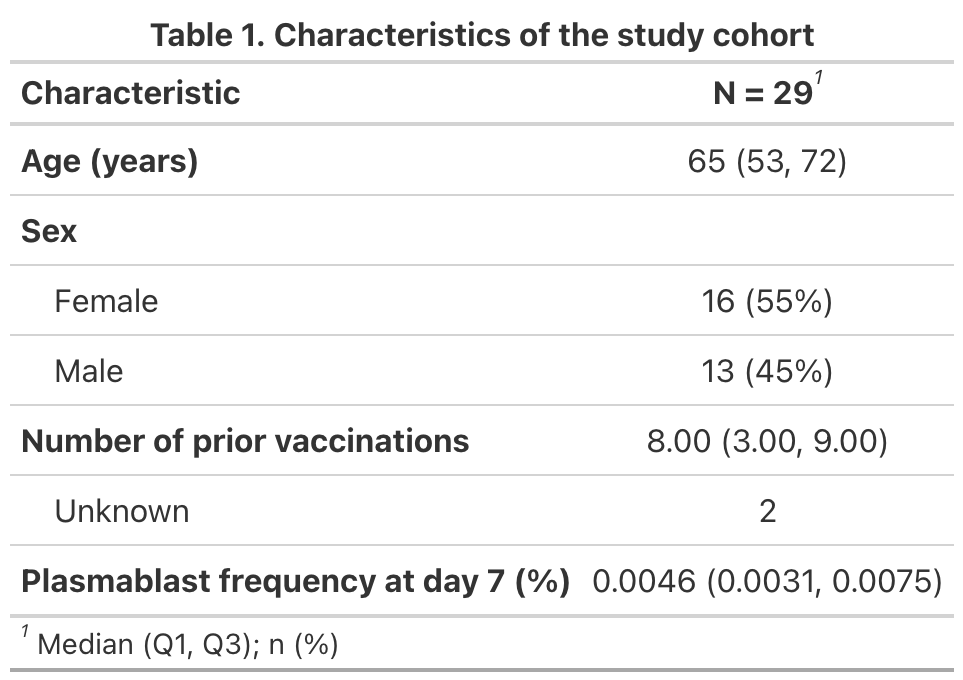 Table 1. Characteristics of the study cohort
Characteristic N = 29¹
Age (years) 65 (53, 72)
Sex
Female 16 (55%)
Male 13 (45%)
Number of prior vaccinations 8.00 (3.00, 9.00)
Unknown 2
Plasmablast frequency at day 7 (%) 0.0046 (0.0031, 0.0075)
¹ Median (Q1, Q3); n (%)